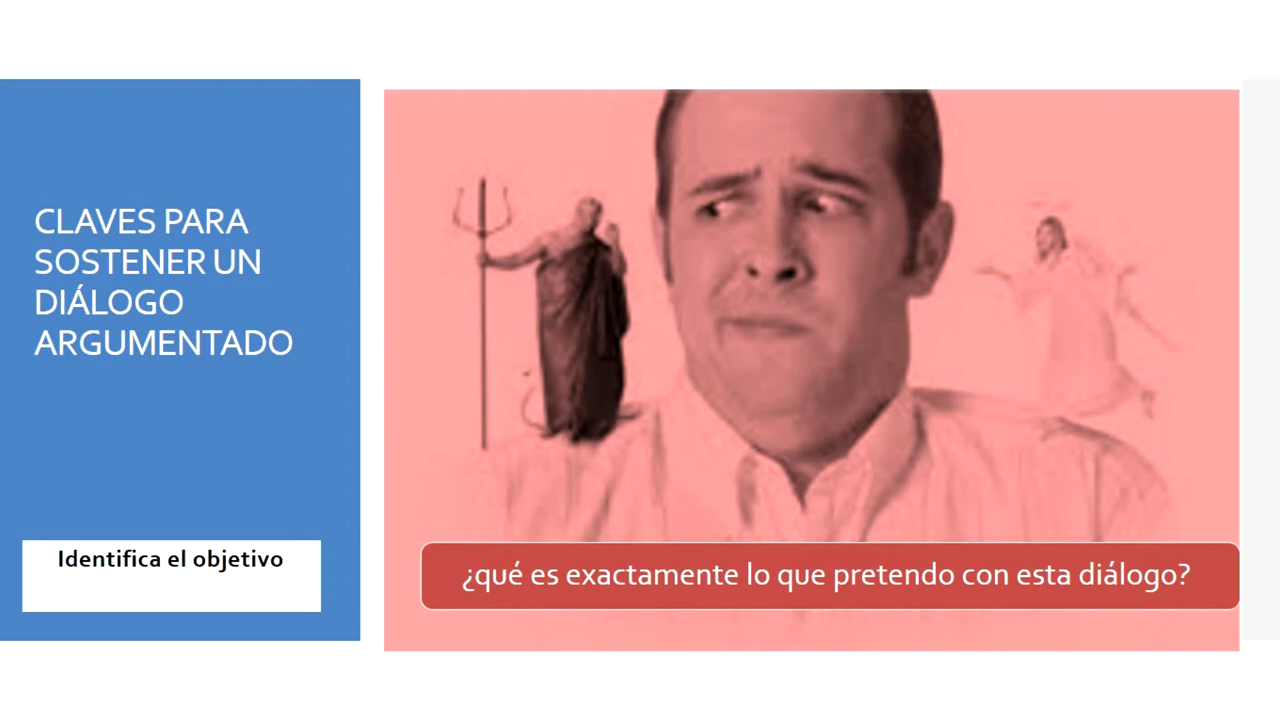 CLAVES PARA
SOSTENER UN
DIÁLOGO
ARGUMENTADO
Identifica el objetivo
¿qué es exactamente lo que pretendo con esta diálogo?